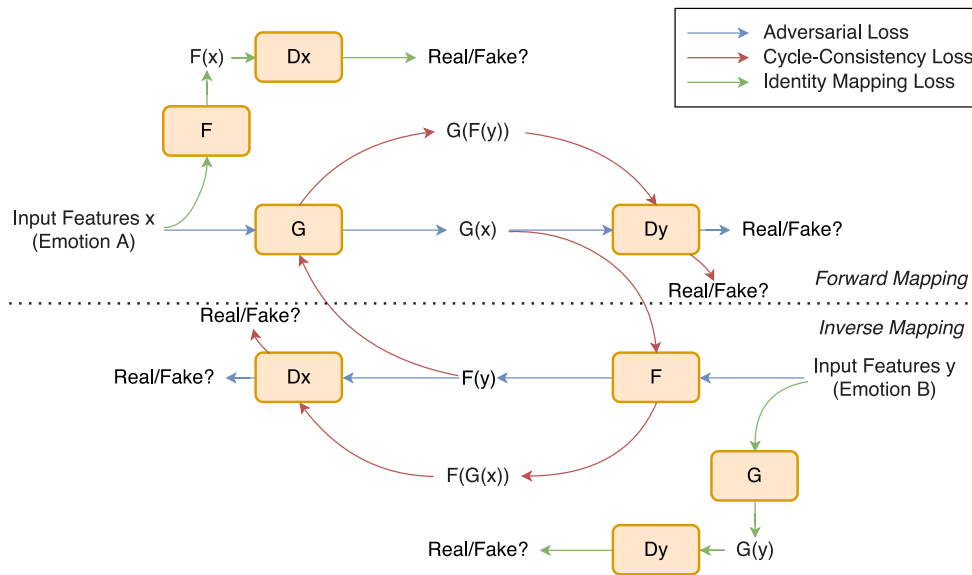 Adversarial Loss
Cycle-Consistency Loss
Identity Mapping Loss
F(x)
Dx
Real/Fake?
F
G(F(y))
Input Features x
(Emotion A)
G
G(x)
Dy
Real/Fake?
Real/Fake?
Forward Mapping
Inverse Mapping
Real/Fake?
Real/Fake?
Dx
F(y)
F
Input Features y
(Emotion B)
F(G(x))
G
Real/Fake?
Dy
G(y)